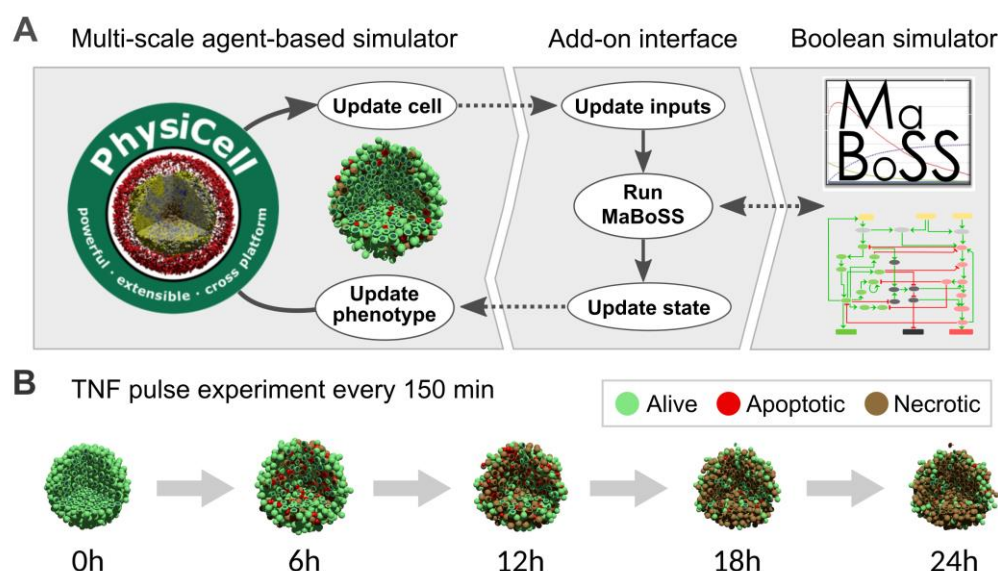 A
Multi-scale agent-based simulator
Add-on interface
Boolean simulator
PhysiCell
powerful · extensible · cross platform
Update cell
Update
phenotype
Update inputs
Run
MaBoSS
Update state
Ma
BoSS
B
TNF pulse experiment every 150 min
Alive
Apoptotic
Necrotic
0h
6h
12h
18h
24h